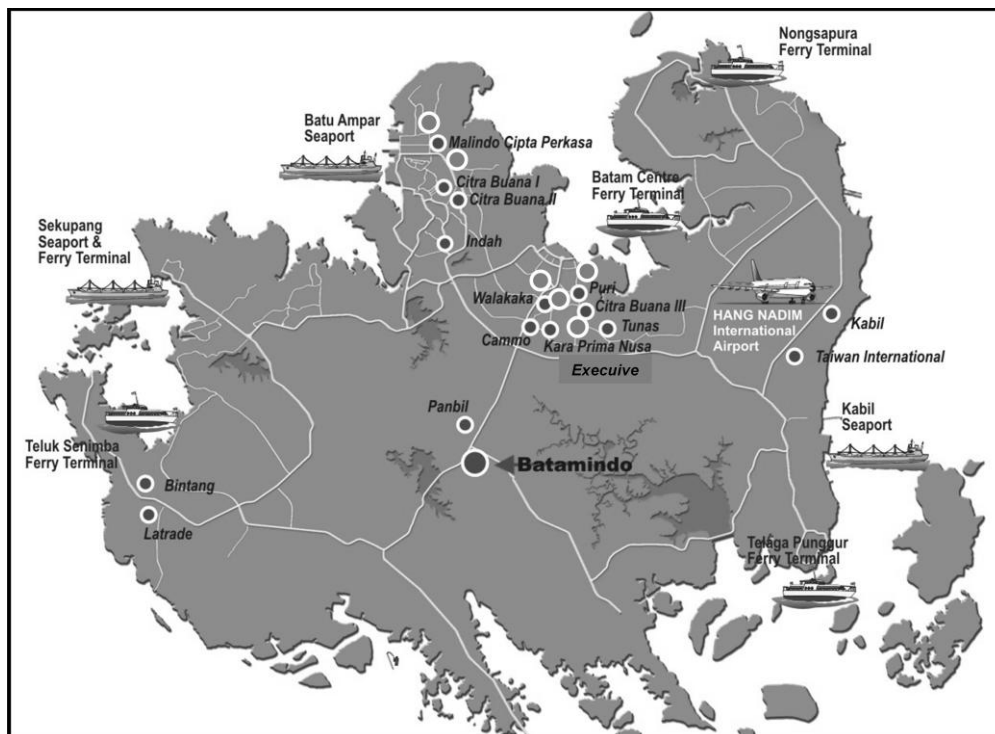 Nongsapura
Ferry Terminal
Batu Ampar
Seaport
Malindo Cipta Perkasa
Citra Buana I
Citra Buana II
Batam Centre
Ferry Terminal
Sekupang
Seaport &
Ferry Terminal
Indah
Walakaka
Puri
Citra Buana III
Cammo
Tunas
Kara Prima Nusa
Execuive
HANG NADIM
International
Airport
Kabil
Taiwan International
Panbil
Kabil
Seaport
Teluk Senimba
Ferry Terminal
Batamindo
Bintang
Latrade
Telaga Punggur
Ferry Terminal